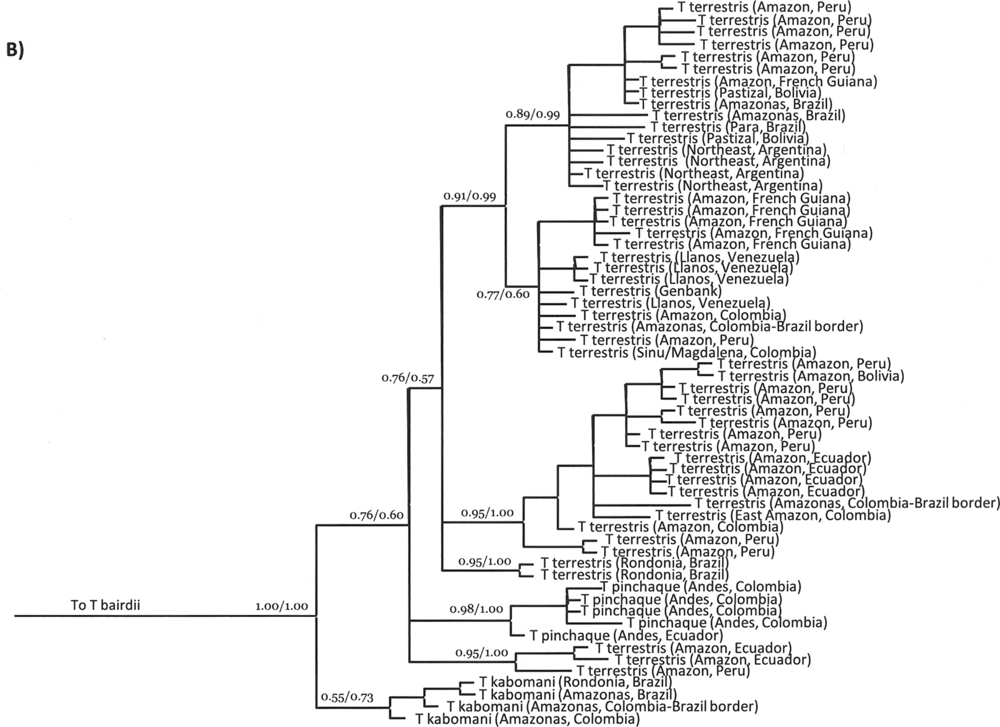 T terrestris (Amazon, Peru)
T terrestris (Amazon, Peru)
T terrestris (Amazon, Peru)
B)
T terrestris (Amazon, Peru)
T terrestris (Amazon, Peru)
T terrestris (Amazon, Peru)
T terrestris (Amazon, French Guiana)
T terrestris (Pastizal, Bolivia)
T terrestris (Amazonas, Brazil)
0.89/0.99
T terrestris (Amazonas, Brazil)
T terrestris (Para, Brazil)
T terrestris (Pastizal, Bolivia)
T terrestris (Northeast, Argentina)
T terrestris (Northeast, Argentina)
T terrestris (Northeast, Argentina)
T terrestris (Northeast, Argentina)
0.91/0.99
T terrestris (Amazon, French Guiana)
T terrestris (Amazon, French Guiana)
T terrestris (Amazon, French Guiana)
T terrestris (Amazon, French Guiana)
T terrestris (Amazon, French Guiana)
T terrestris (Llanos, Venezuela)
T terrestris (Llanos, Venezuela)
T terrestris (Llanos, Venezuela)
T terrestris (Genbank)
0.77/0.60
T terrestris (Llanos, Venezuela)
T terrestris (Amazon, Colombia)
T terrestris (Amazonas, Colombia-Brazil border)
T terrestris (Amazon, Peru)
T terrestris (Sinu/Magdalena, Colombia)
T terrestris (Amazon, Peru)
T terrestris (Amazon, Bolivia)
0.76/0.57
T terrestris (Amazon, Peru)
T terrestris (Amazon, Peru)
T terrestris (Amazon, Peru)
T terrestris (Amazon, Peru)
T terrestris (Amazon, Peru)
T terrestris (Amazon, Peru)
T terrestris (Amazon, Ecuador)
T terrestris (Amazon, Ecuador)
T terrestris (Amazon, Ecuador)
T terrestris (Amazon, Ecuador)
T terrestris (Amazonas, Colombia-Brazil border)
0.76/0.60
0.95/1.00
T terrestris (East Amazon, Colombia)
T terrestris (Amazon, Colombia)
T terrestris (Amazon, Peru)
T terrestris (Amazon, Peru)
0.95/1.00
T terrestris (Rondonia, Brazil)
T terrestris (Rondonia, Brazil)
T pinchaque (Andes, Colombia)
T pinchaque (Andes, Colombia)
To T bairdii
1.00/1.00
0.98/1.00
T pinchaque (Andes, Colombia)
T pinchaque (Andes, Colombia)
T pinchaque (Andes, Ecuador)
0.95/1.00
T terrestris (Amazon, Ecuador)
T terrestris (Amazon, Ecuador)
T terrestris (Amazon, Peru)
T kabomani (Rondonia, Brazil)
T kabomani (Amazonas, Brazil)
0.55/0.73
T kabomani (Amazonas, Colombia-Brazil border)
T kabomani (Amazonas, Colombia)